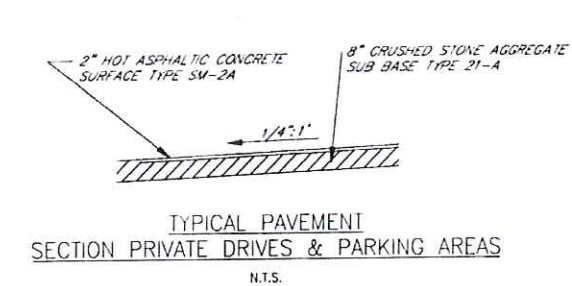 2" HOT ASPHALTIC CONCRETE
SURFACE TYPE SM-2A
8" CRUSHED STONE AGGREGATE
SUB BASE TYPE 21-A
1/4":1'
TYPICAL PAVEMENT
SECTION PRIVATE DRIVES & PARKING AREAS
N.T.S.